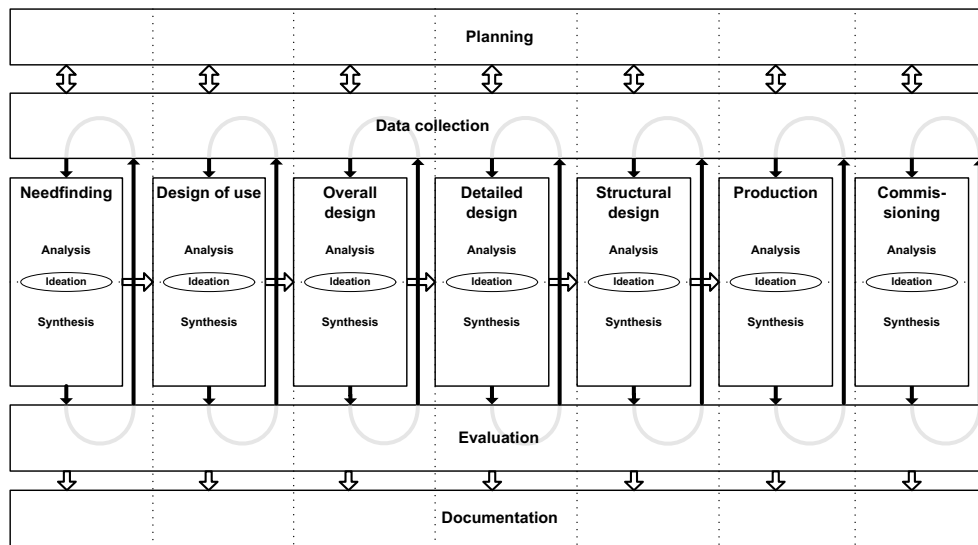 Planning
Data collection
Needfinding
Analysis
Ideation
Synthesis
Design of use
Analysis
Ideation
Synthesis
Overall
design
Analysis
Ideation
Synthesis
Detailed
design
Analysis
Ideation
Synthesis
Structural
design
Analysis
Ideation
Synthesis
Production
Analysis
Ideation
Synthesis
Commis-
sioning
Analysis
Ideation
Synthesis
Evaluation
Documentation